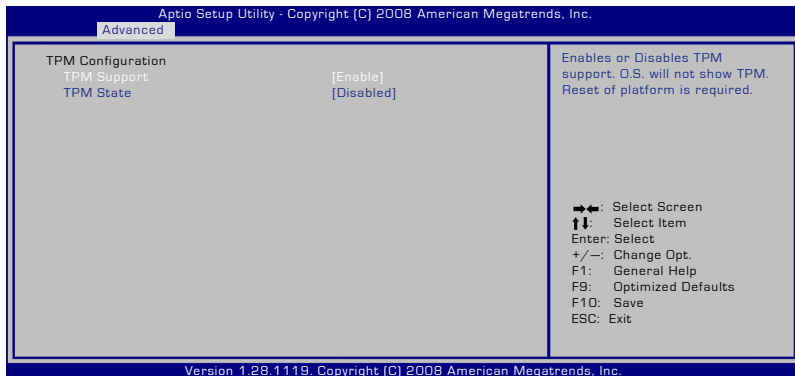 Aptio Setup Utility - Copyright (C) 2008 American Megatrends, Inc.
Advanced
TPM Configuration
TPM Support [Enable]
TPM State [Disabled]
Enables or Disables TPM
support. O.S. will not show TPM.
Reset of platform is required.
→←: Select Screen
↑↓: Select Item
Enter: Select
+/—: Change Opt.
F1: General Help
F9: Optimized Defaults
F10: Save
ESC: Exit
Version 1.28.1119. Copyright (C) 2008 American Megatrends, Inc.